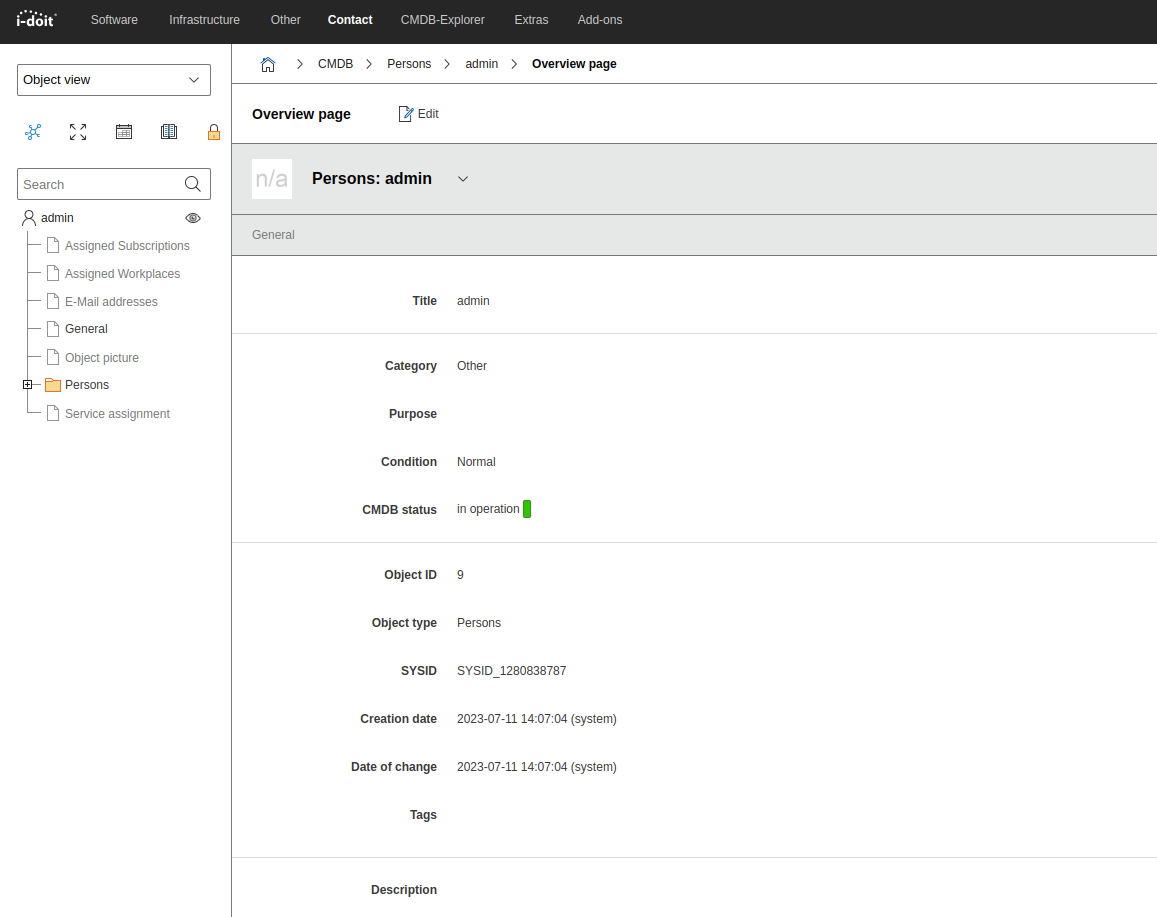 i-doit Software Infrastructure Other Contact CMDB-Explorer Extras Add-ons
Object view
Search
admin
Assigned Subscriptions
Assigned Workplaces
E-Mail addresses
General
Object picture
Persons
Service assignment
CMDB Persons admin Overview page
Overview page Edit
n/a Persons: admin
General
Title admin
Category Other
Purpose
Condition Normal
CMDB status in operation
Object ID 9
Object type Persons
SYSID SYSID_1280838787
Creation date 2023-07-11 14:07:04 (system)
Date of change 2023-07-11 14:07:04 (system)
Tags
Description